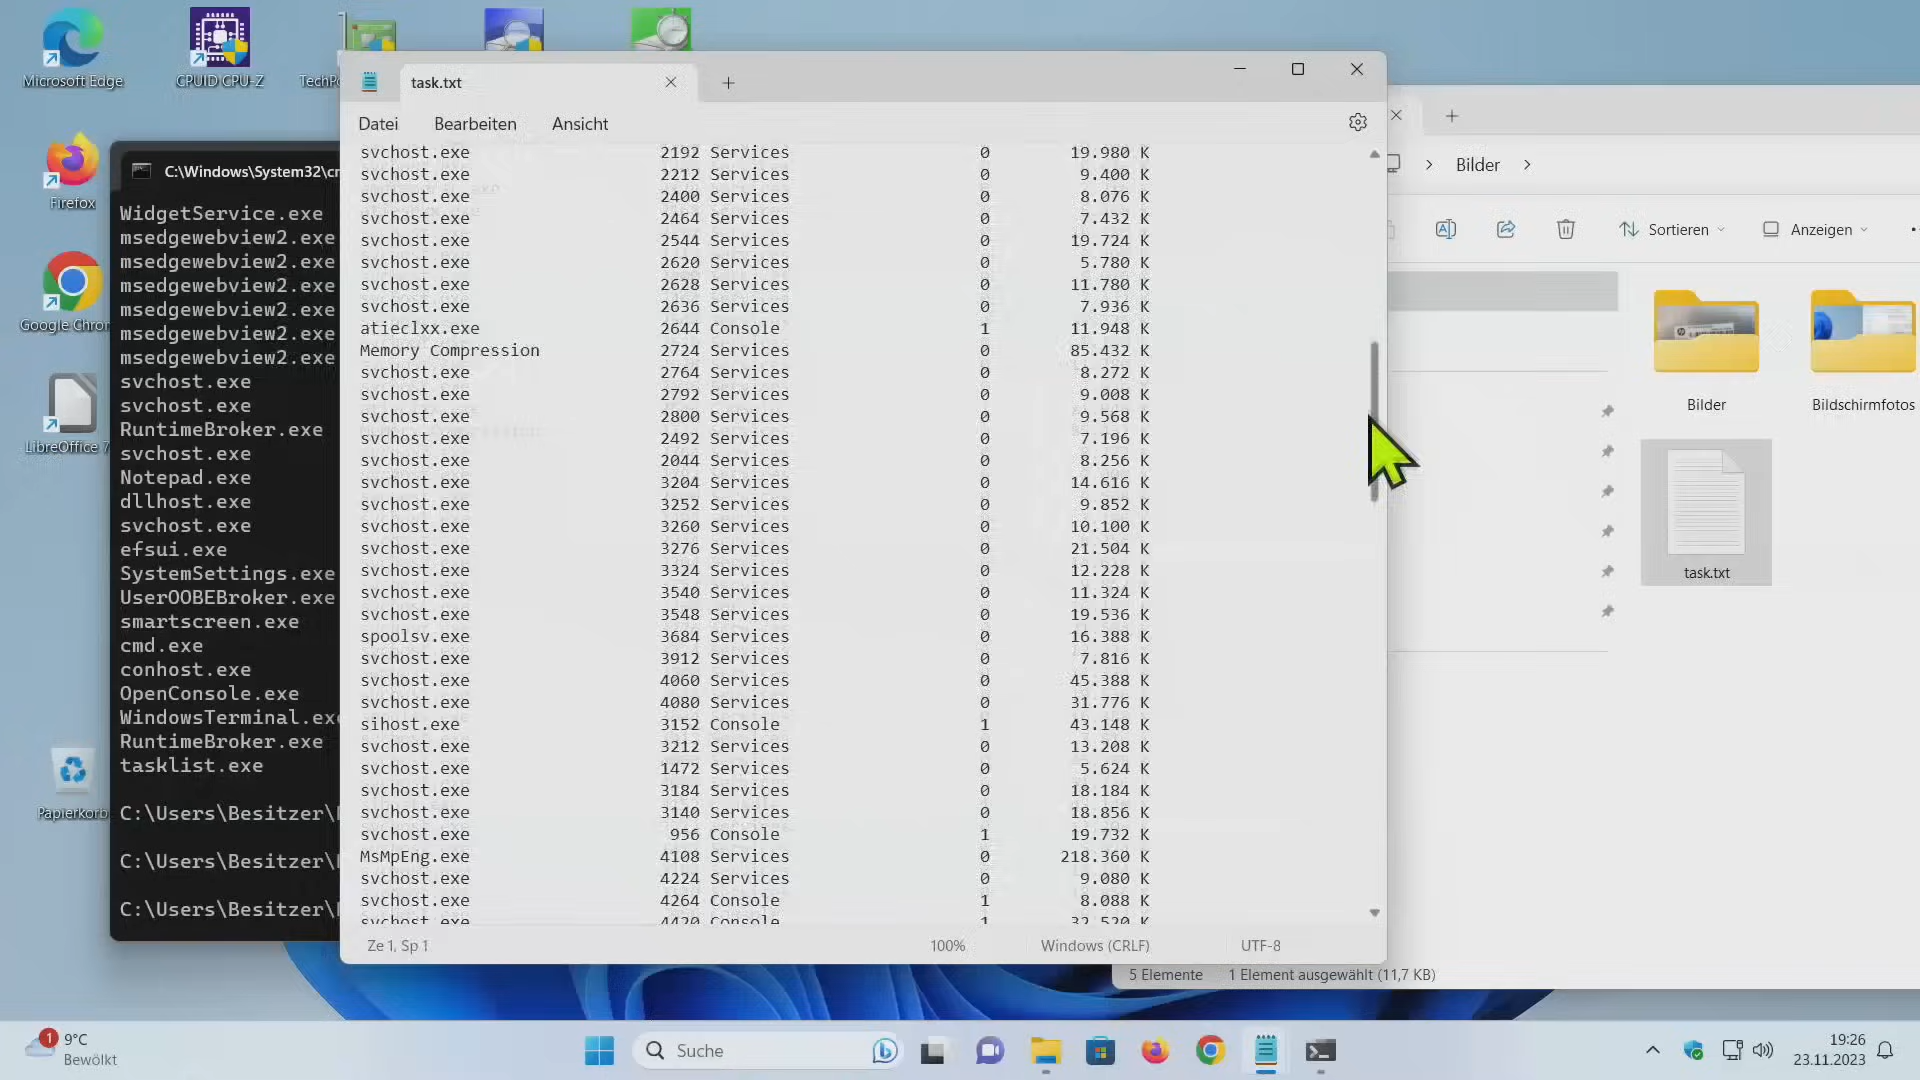 Microsoft Edge
CPUID CPU-Z
Firefox
LibreOffice 7
Papierkorb
C:\Windows\System32\
WidgetService.exe
msedgewebview2.exe
msedgewebview2.exe
msedgewebview2.exe
msedgewebview2.exe
msedgewebview2.exe
msedgewebview2.exe
svchost.exe
svchost.exe
RuntimeBroker.exe
svchost.exe
Notepad.exe
dllhost.exe
svchost.exe
efsui.exe
SystemSettings.exe
UserOOBEBroker.exe
smartscreen.exe
cmd.exe
conhost.exe
OpenConsole.exe
WindowsTerminal.exe
RuntimeBroker.exe
tasklist.exe
C:\Users\Besitzer\
C:\Users\Besitzer\
C:\Users\Besitzer\
task.txt
Datei Bearbeiten Ansicht
svchost.exe 2192 Services 0 19.980 K
svchost.exe 2212 Services 0 9.400 K
svchost.exe 2400 Services 0 8.076 K
svchost.exe 2464 Services 0 7.432 K
svchost.exe 2544 Services 0 19.724 K
svchost.exe 2620 Services 0 5.780 K
svchost.exe 2628 Services 0 11.780 K
svchost.exe 2636 Services 0 7.936 K
atieclxx.exe 2644 Console 1 11.948 K
Memory Compression 2724 Services 0 85.432 K
svchost.exe 2764 Services 0 8.272 K
svchost.exe 2792 Services 0 9.008 K
svchost.exe 2800 Services 0 9.568 K
svchost.exe 2492 Services 0 7.196 K
svchost.exe 2044 Services 0 8.256 K
svchost.exe 3204 Services 0 14.616 K
svchost.exe 3252 Services 0 9.852 K
svchost.exe 3260 Services 0 10.100 K
svchost.exe 3276 Services 0 21.504 K
svchost.exe 3324 Services 0 12.228 K
svchost.exe 3540 Services 0 11.324 K
svchost.exe 3548 Services 0 19.536 K
spoolsv.exe 3684 Services 0 16.388 K
svchost.exe 3912 Services 0 7.816 K
svchost.exe 4060 Services 0 45.388 K
svchost.exe 4080 Services 0 31.776 K
sihost.exe 3152 Console 1 43.148 K
svchost.exe 3212 Services 0 13.208 K
svchost.exe 1472 Services 0 5.624 K
svchost.exe 3184 Services 0 18.184 K
svchost.exe 3140 Services 0 18.856 K
svchost.exe 956 Console 1 19.732 K
MsMpEng.exe 4108 Services 0 218.360 K
svchost.exe 4224 Services 0 9.080 K
svchost.exe 4264 Console 1 8.088 K
svchost.exe 4420 Console 1 32.520 K
Ze 1, Sp 1 100% Windows (CRLF) UTF-8
Bilder
Sortieren Anzeigen
Bilder
Bildschirmfotos
task.txt
5 Elemente 1 Element ausgewählt (11,7 KB)
1
9°C
Bewölkt
Suche
19:26
23.11.2023